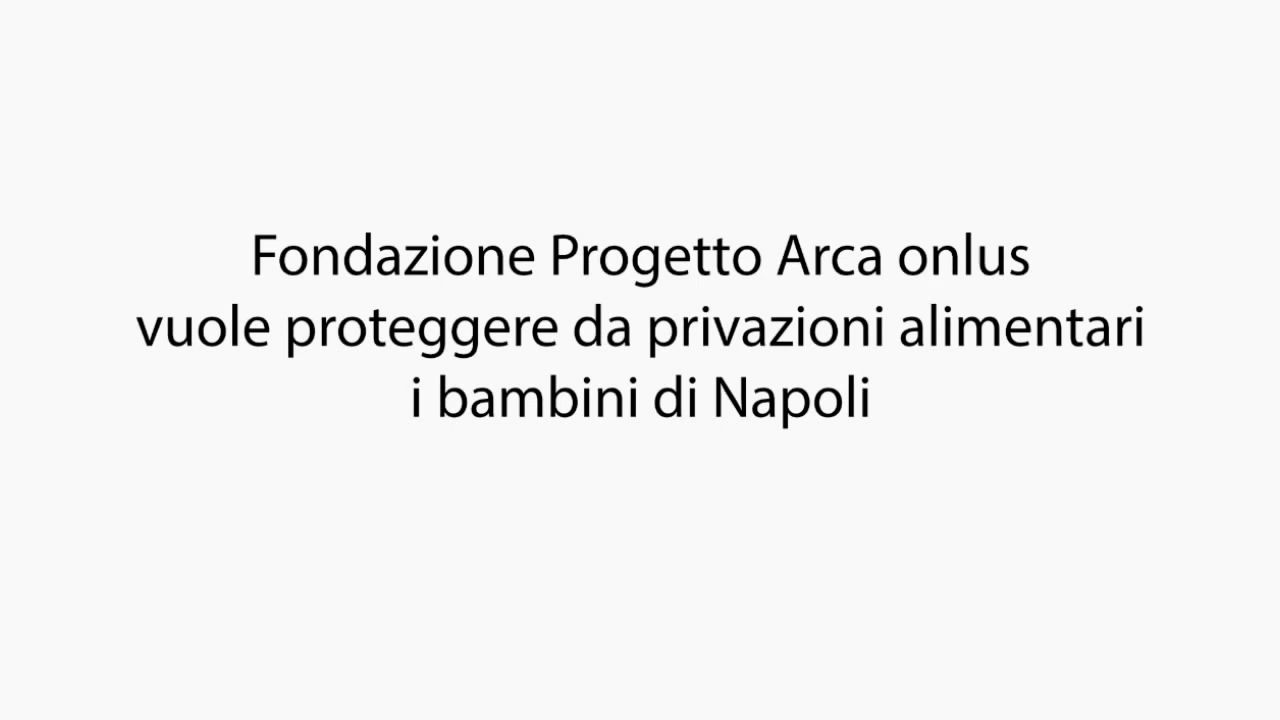 Fondazione Progetto Arca onlus
vuole proteggere da privazioni alimentari
i bambini di Napoli